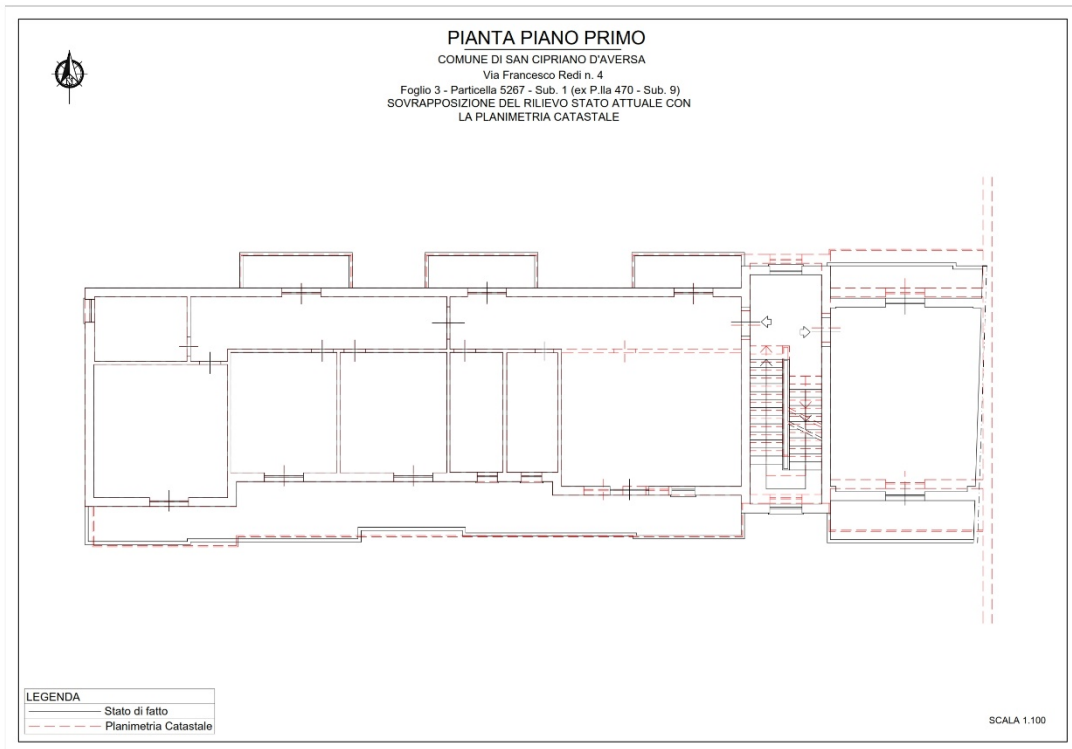 PIANTA PIANO PRIMO
COMUNE DI SAN CIPRIANO D'AVERSA
Via Francesco Redi n. 4
Foglio 3 - Particella 5267 - Sub. 1 (ex P.lla 470 - Sub. 9)
SOVRAPPOSIZIONE DEL RILIEVO STATO ATTUALE CON
LA PLANIMETRIA CATASTALE
LEGENDA
Stato di fatto
Planimetria Catastale
SCALA 1.100